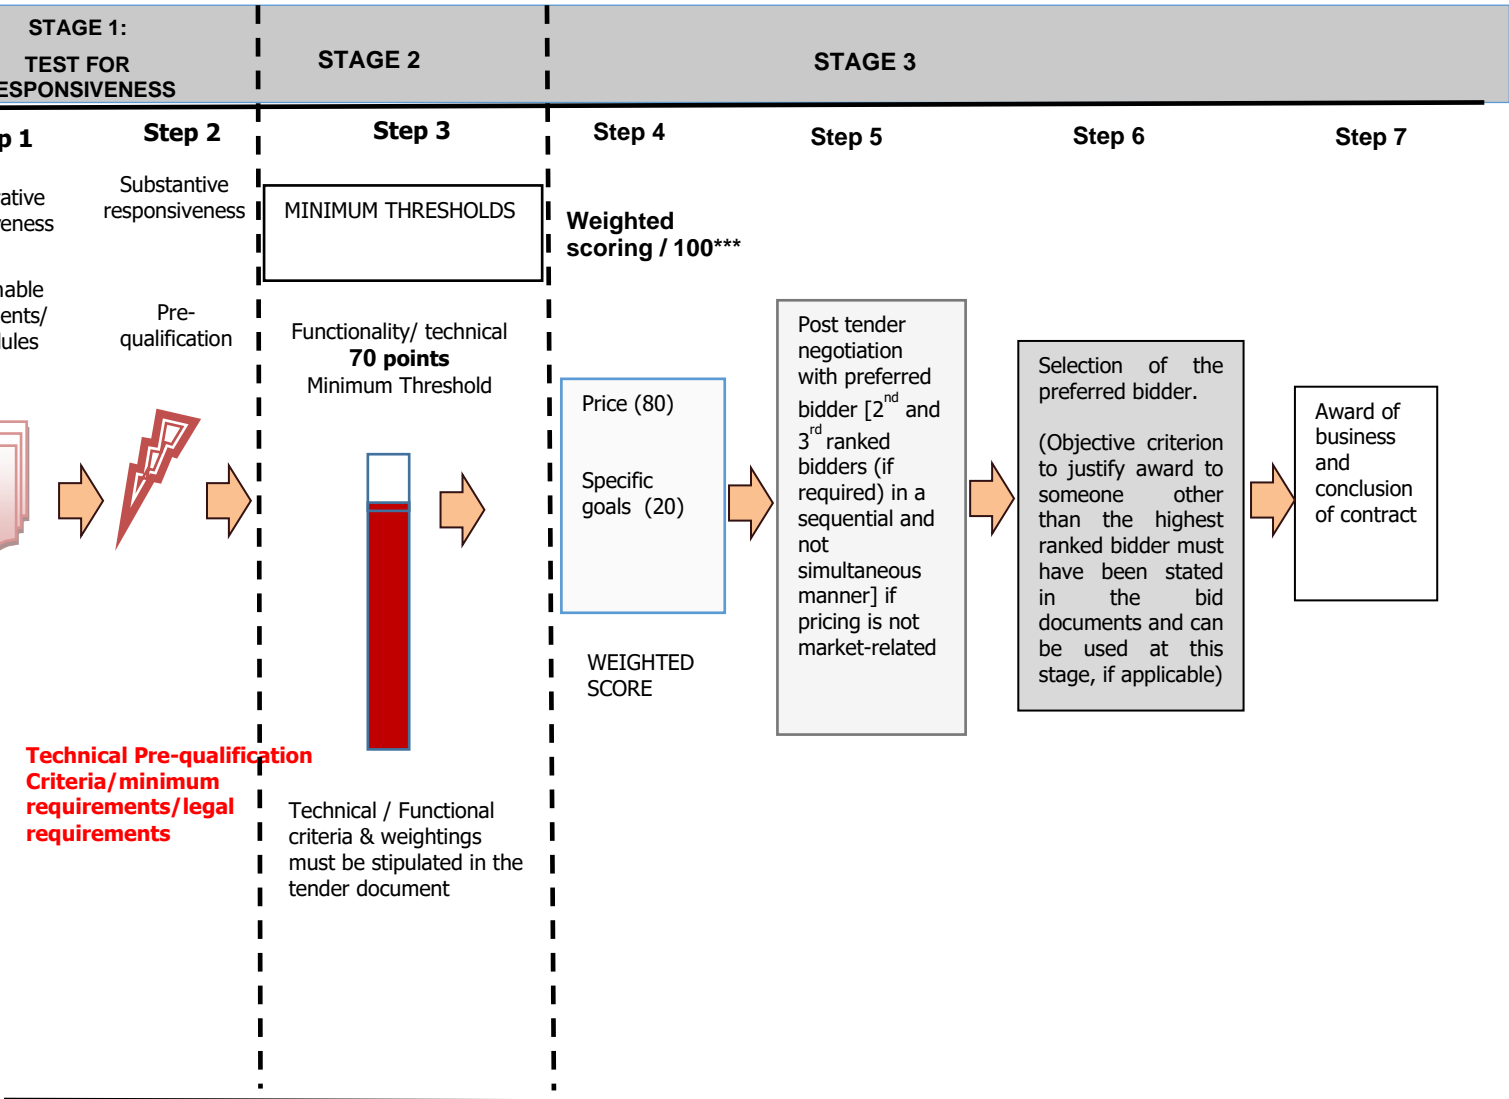 STAGE 1:
TEST FOR
ESPONSIVENESS
STAGE 2
STAGE 3
p 1
Step 2
Step 3
Step 4
Step 5
Step 6
Step 7
ative
eness
nable
ents/
ules
Substantive
responsiveness
Pre-
qualification
Technical Pre-qualification
Criteria/minimum
requirements/legal
requirements
MINIMUM THRESHOLDS
Functionality/ technical
70 points
Minimum Threshold
Technical / Functional
criteria & weightings
must be stipulated in the
tender document
Weighted
scoring / 100***
Price (80)
Specific
goals (20)
WEIGHTED
SCORE
Post tender
negotiation
with preferred
bidder [2nd and
3rd ranked
bidders (if
required) in a
sequential and
not
simultaneous
manner] if
pricing is not
market-related
Selection of the
preferred bidder.
(Objective criterion
to justify award to
someone other
than the highest
ranked bidder must
have been stated
in the bid
documents and can
be used at this
stage, if applicable)
Award of
business
and
conclusion
of contract